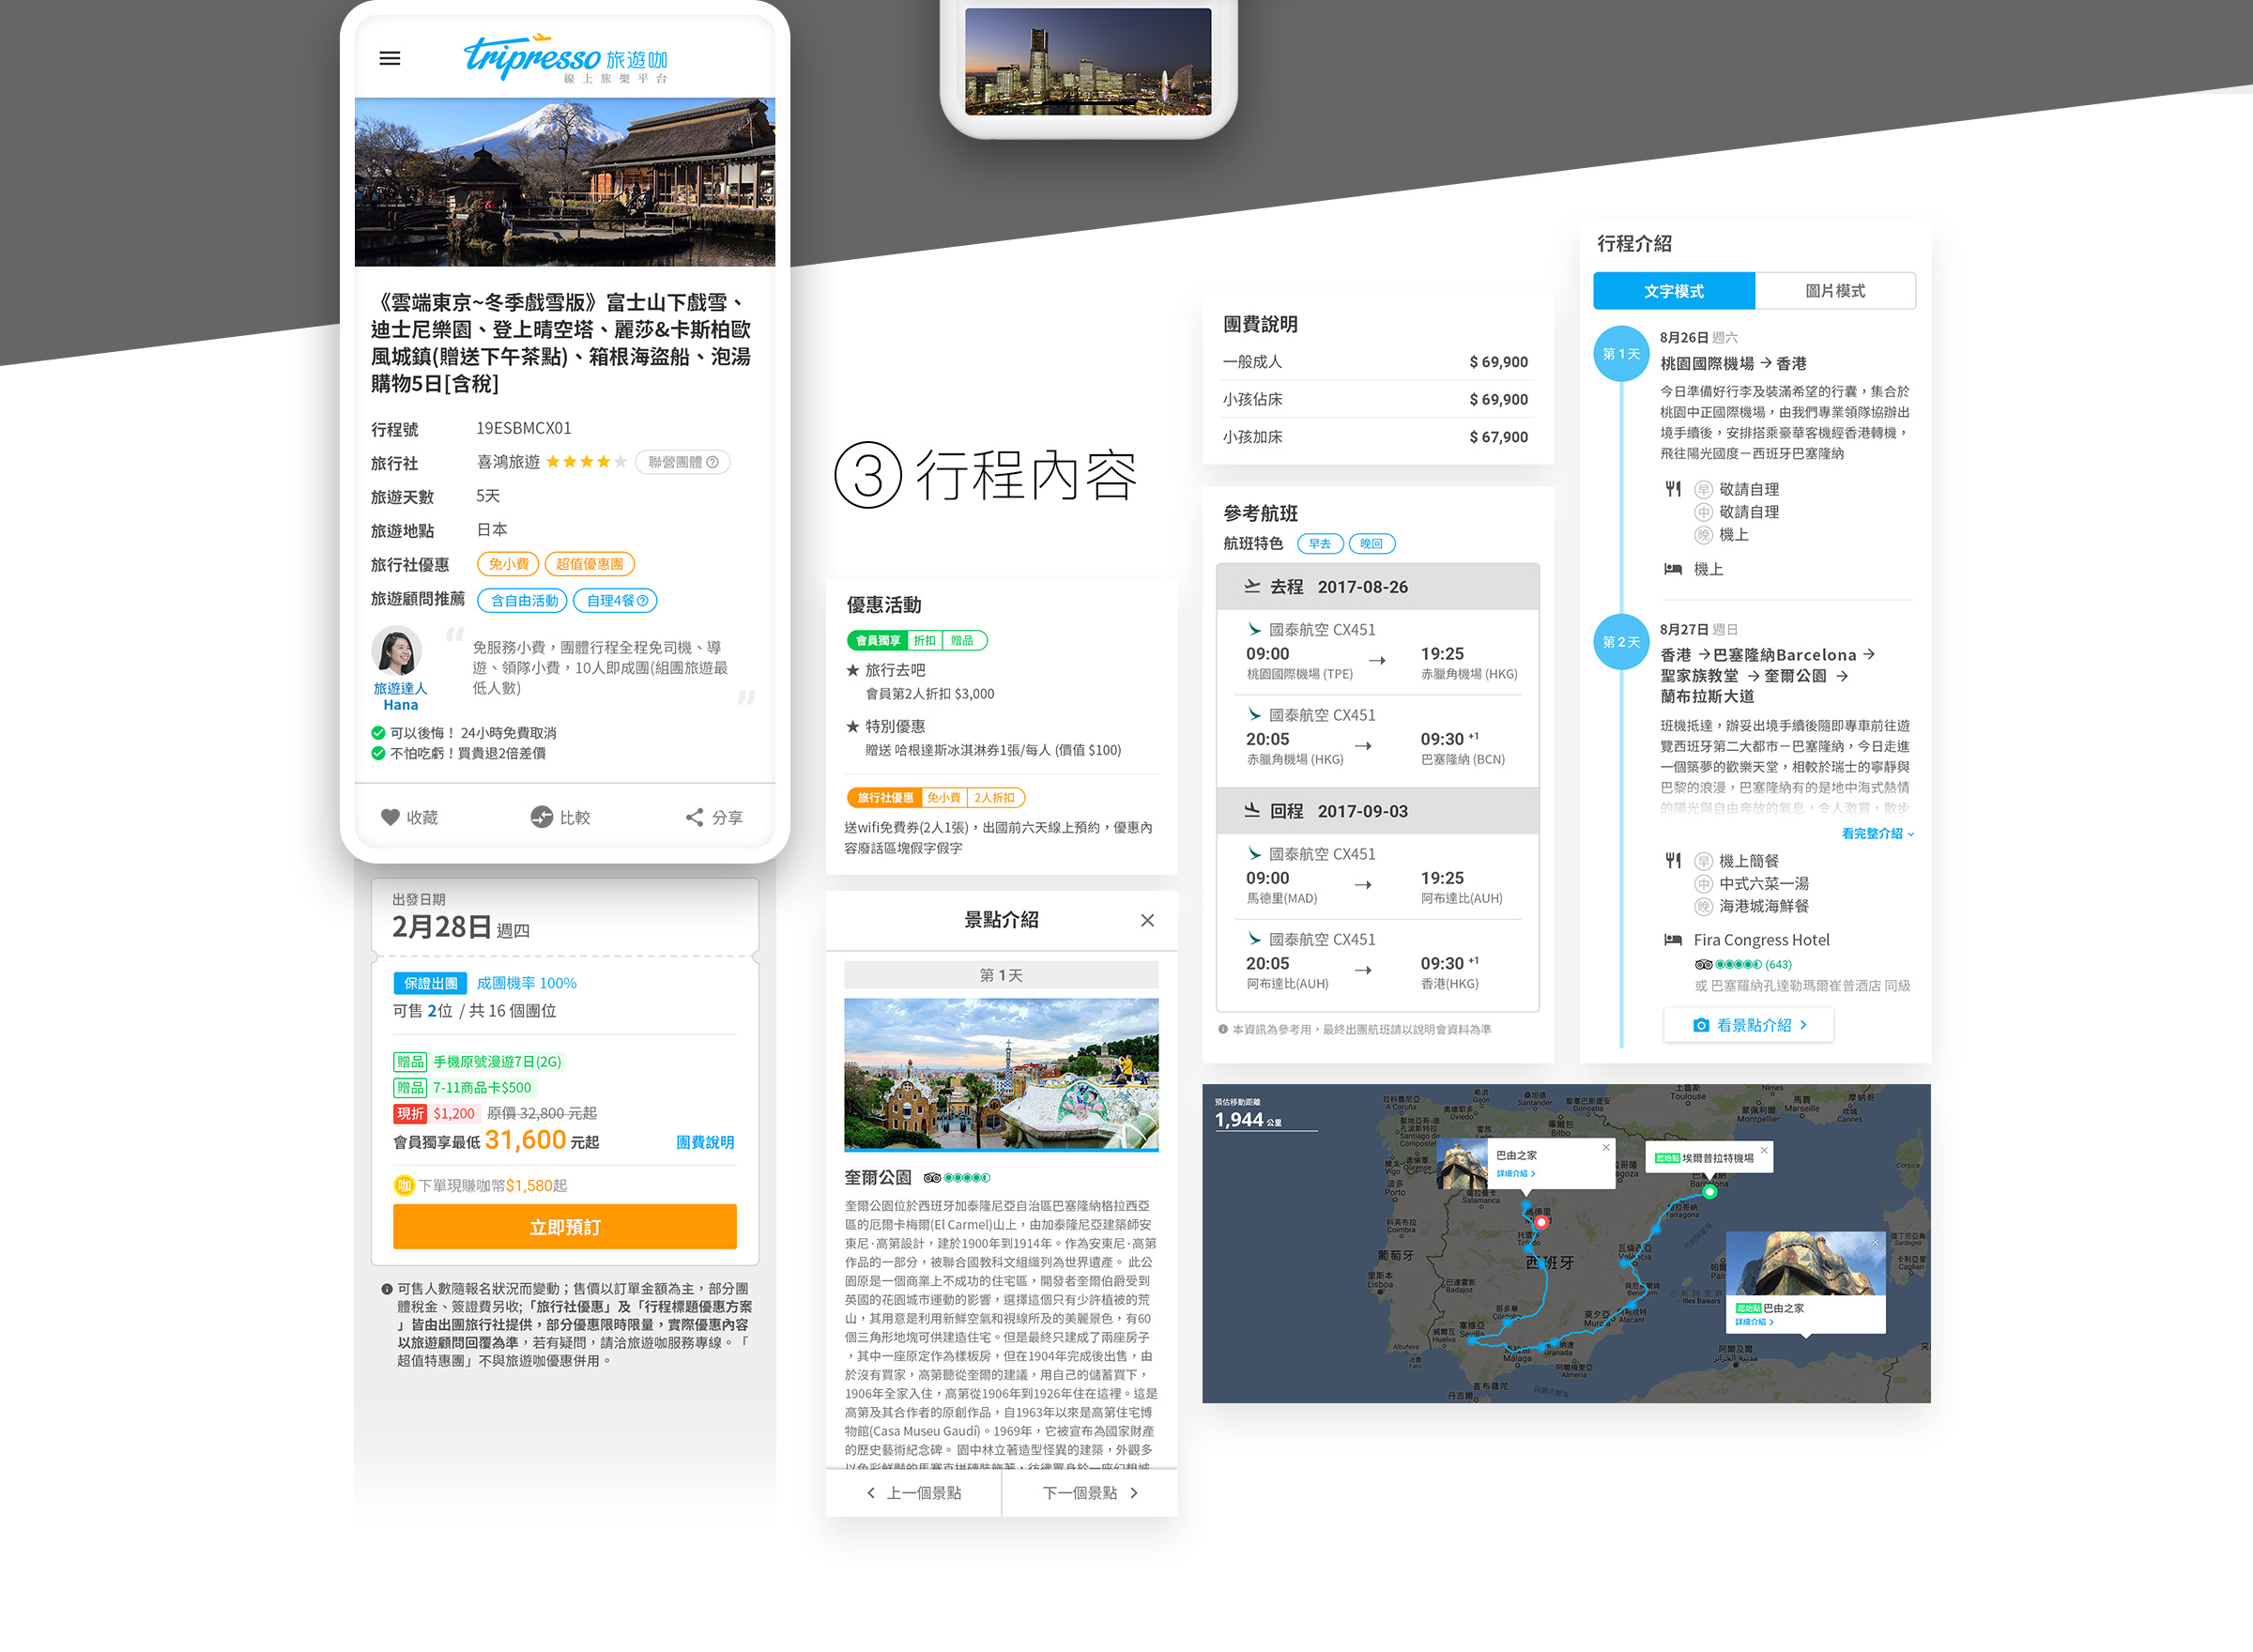 tripresso 旅遊咖
線上旅樂平台
《雲端東京~冬季戲雪版》富士山下戲雪、
迪士尼樂園、登上晴空塔、麗莎&卡斯柏歐
風城鎮(贈送下午茶點)、箱根海盜船、泡湯
購物5日[含稅]
行程號 19ESBMCX01
旅行社 喜鴻旅遊 聯營團體
旅遊天數 5天
旅遊地點 日本
旅行社優惠 免小費 超值優惠團
旅遊顧問推薦 含自由活動 自理4餐
免服務小費，團體行程全程免司機、導
遊、領隊小費，10人即成團(組團旅遊最
低人數)
旅遊達人
Hana
可以後悔！ 24小時免費取消
不怕吃虧！買貴退2倍差價
收藏 比較 分享
出發日期
2月28日 週四
保證出團 成團機率 100%
可售 2位 / 共 16 個團位
贈品 手機原號漫遊7日(2G)
贈品 7-11商品卡$500
現折 $1,200 原價 32,800 元起
會員獨享最低 31,600 元起 團費說明
咖 下單現賺咖幣$1,580起
立即預訂
可售人數隨報名狀況而變動；售價以訂單金額為主，部分團
體稅金、簽證費另收;「旅行社優惠」及「行程標題優惠方案
」皆由出團旅行社提供，部分優惠限時限量，實際優惠內容
以旅遊顧問回覆為準，若有疑問，請洽旅遊咖服務專線。「
超值特惠團」不與旅遊咖優惠併用。
③ 行程內容
優惠活動
會員獨享 折扣 贈品
★ 旅行去吧
會員第2人折扣 $3,000
★ 特別優惠
贈送 哈根達斯冰淇淋券1張/每人 (價值 $100)
旅行社優惠 免小費 2人折扣
送wifi免費券(2人1張)，出國前六天線上預約，優惠內
容廢話區塊假字假字
景點介紹
第 1 天
奎爾公園
奎爾公園位於西班牙加泰隆尼亞自治區巴塞隆納格拉西亞
區的厄爾卡梅爾(El Carmel)山上，由加泰隆尼亞建築師安
東尼·高第設計，建於1900年到1914年。作為安東尼·高第
作品的一部分，被聯合國教科文組織列為世界遺產。 此公
園原是一個商業上不成功的住宅區，開發者奎爾伯爵受到
英國的花園城市運動的影響，選擇這個只有少許植被的荒
山，其用意是利用新鮮空氣和視線所及的美麗景色，有60
個三角形地塊可供建造住宅。但是最終只建成了兩座房子
，其中一座原定作為樣板房，但在1904年完成後出售，由
於沒有買家，高第聽從奎爾的建議，用自己的儲蓄買下，
1906年全家入住，高第從1906年到1926年住在這裡。這是
高第及其合作者的原創作品，自1963年以來是高第住宅博
物館(Casa Museu Gaudí)。1969年，它被宣布為國家財產
的歷史藝術紀念碑。 園中林立著造型怪異的建築，外觀多
上一個景點 下一個景點
團費說明
一般成人 $ 69,900
小孩佔床 $ 69,900
小孩加床 $ 67,900
參考航班
航班特色 早去 晚回
去程 2017-08-26
國泰航空 CX451
09:00 19:25
桃園國際機場 (TPE) 赤臘角機場 (HKG)
國泰航空 CX451
20:05 09:30 +1
赤臘角機場 (HKG) 巴塞隆納 (BCN)
回程 2017-09-03
國泰航空 CX451
09:00 19:25
馬德里(MAD) 阿布達比(AUH)
國泰航空 CX451
20:05 09:30 +1
阿布達比(AUH) 香港(HKG)
本資訊為參考用，最終出團航班請以說明會資料為準
行程介紹
文字模式 圖片模式
第 1 天
8月26日 週六
桃園國際機場 → 香港
今日準備好行李及裝滿希望的行囊，集合於
桃園中正國際機場，由我們專業領隊協辦出
境手續後，安排搭乘豪華客機經香港轉機，
飛往陽光國度－西班牙巴塞隆納
早 敬請自理
中 敬請自理
晚 機上
機上
第 2 天
8月27日 週日
香港 → 巴塞隆納Barcelona →
聖家族教堂 → 奎爾公園 →
蘭布拉斯大道
班機抵達，辦妥出境手續後隨即專車前往遊
覽西班牙第二大都市－巴塞隆納，今日走進
一個築夢的歡樂天堂，相較於瑞士的寧靜與
巴黎的浪漫，巴塞隆納有的是地中海式熱情
的陽光與自由奔放的氣息，令人激賞，散步
看完整介紹
早 機上簡餐
中 中式六菜一湯
晚 海港城海鮮餐
Fira Congress Hotel
(643)
或 巴塞羅納孔達勒瑪爾崔普酒店 同級
看景點介紹
預估移動距離
1,944 公里
巴由之家
詳細介紹
起始點 埃爾普拉特機場
起始點 巴由之家
詳細介紹
西班牙
葡萄牙
里斯本
Lisboa
波多
Porto
科英布拉
Coimbra
巴達霍斯
Badajoz
塞維亞
Sevilla
Málaga
Granada
阿爾梅里亞
Almería
直布羅陀
丹吉爾
阿爾及爾
畢爾包
Bilbao
Santander
Toulouse
Montpellier
馬賽
Marseille
Nîmes
摩納哥
坎城
Cannes
Corsica
Illes Balears
Cagliari